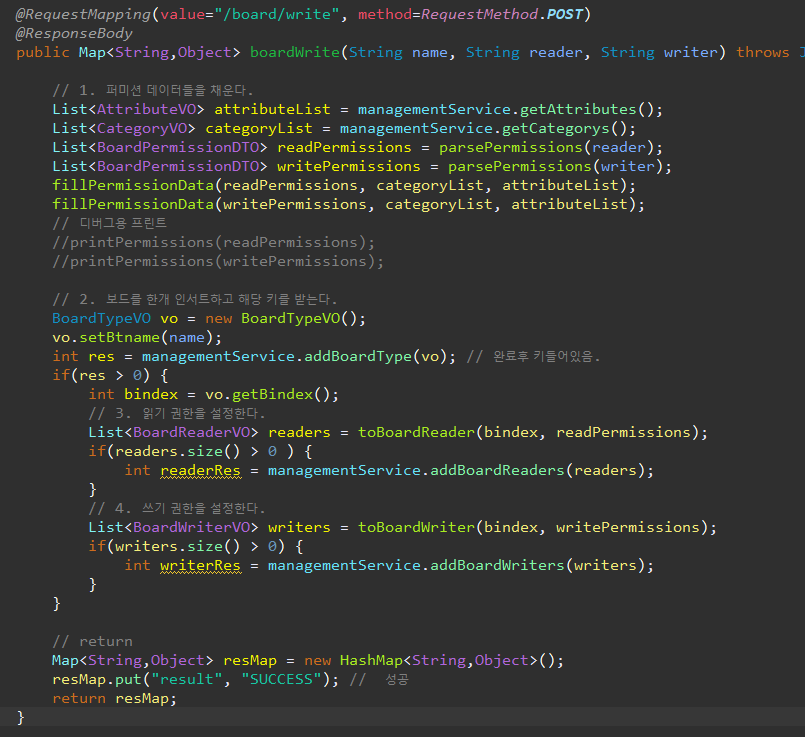 @RequestMapping(value="/board/write", method=RequestMethod.POST)
@ResponseBody
public Map<String,Object> boardWrite(String name, String reader, String writer) throws
// 1. 퍼미션 데이터들을 채운다.
List<AttributeVO> attributeList = managementService.getAttributes();
List<CategoryVO> categoryList = managementService.getCategorys();
List<BoardPermissionDTO> readPermissions = parsePermissions(reader);
List<BoardPermissionDTO> writePermissions = parsePermissions(writer);
fillPermissionData(readPermissions, categoryList, attributeList);
fillPermissionData(writePermissions, categoryList, attributeList);
// 디버그용 프린트
//printPermissions(readPermissions);
//printPermissions(writePermissions);
// 2. 보드를 한개 인서트하고 해당 키를 받는다.
BoardTypeVO vo = new BoardTypeVO();
vo.setBtname(name);
int res = managementService.addBoardType(vo); // 완료후 키들어있음.
if(res > 0) {
int bindex = vo.getBindex();
// 3. 읽기 권한을 설정한다.
List<BoardReaderVO> readers = toBoardReader(bindex, readPermissions);
if(readers.size() > 0 ) {
int readerRes = managementService.addBoardReaders(readers);
}
// 4. 쓰기 권한을 설정한다.
List<BoardWriterVO> writers = toBoardWriter(bindex, writePermissions);
if(writers.size() > 0) {
int writerRes = managementService.addBoardWriters(writers);
}
}
// return
Map<String,Object> resMap = new HashMap<String,Object>();
resMap.put("result", "SUCCESS"); // 성공
return resMap;
}